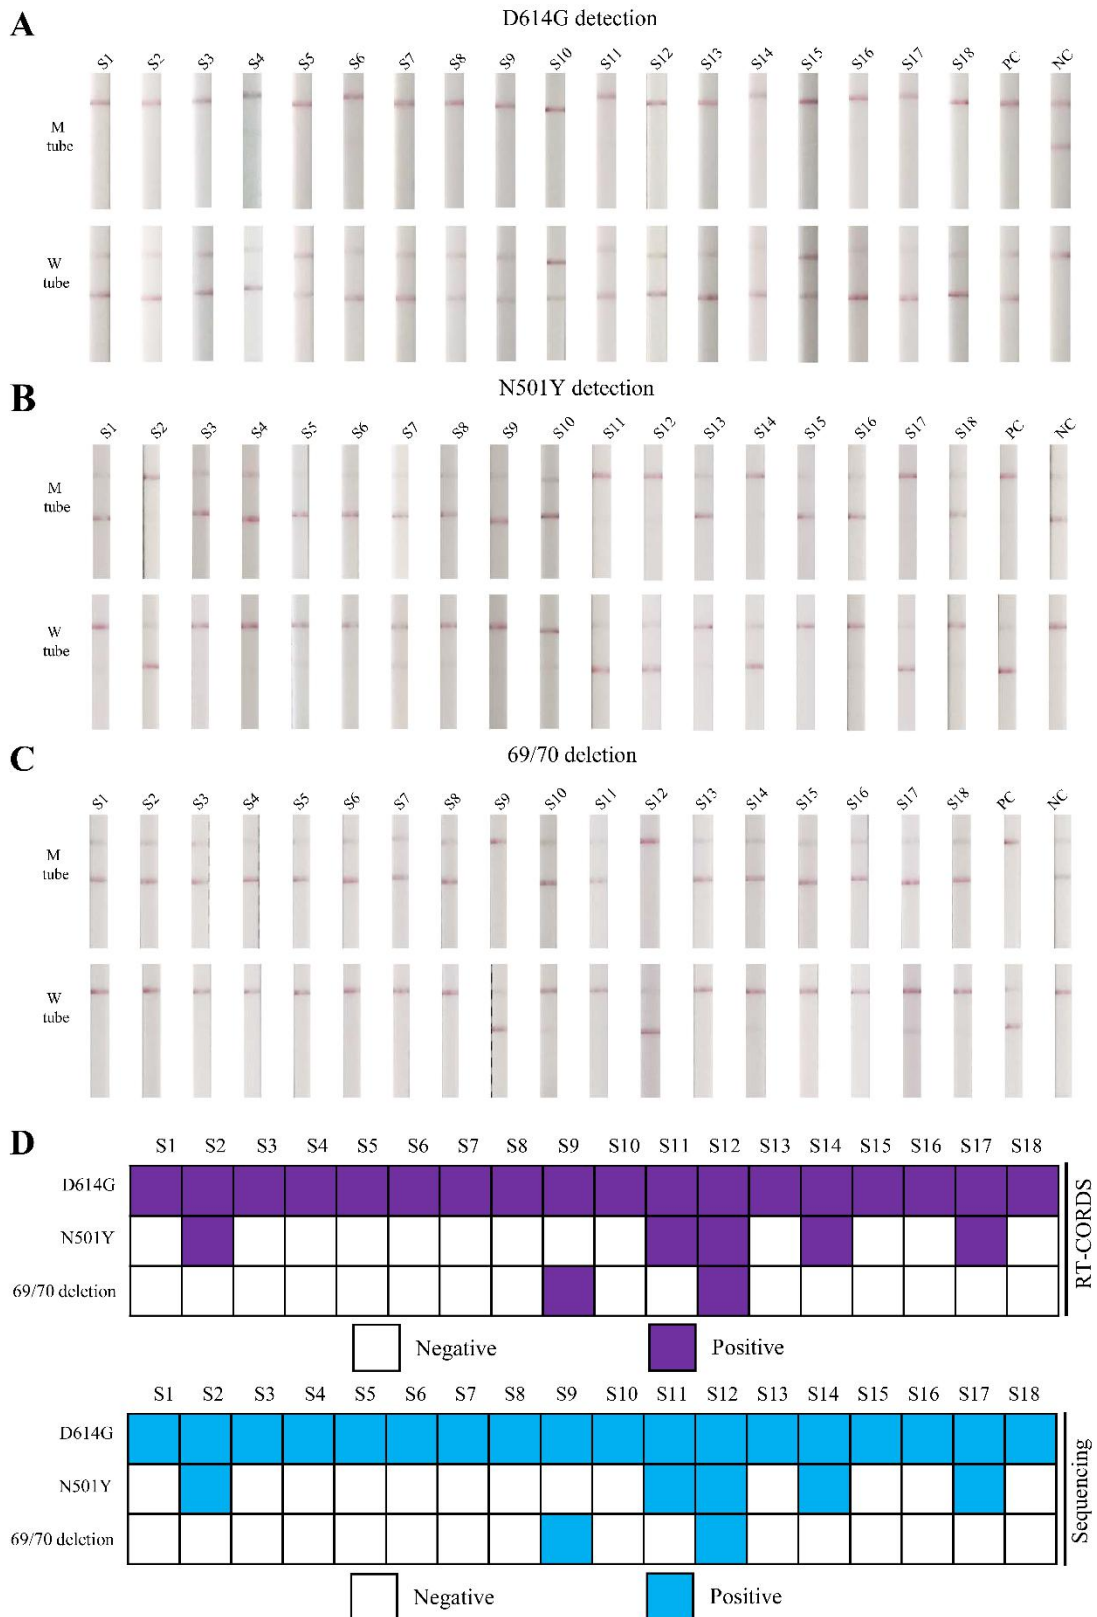 A
D614G detection
S1 S2 S3 S4 S5 S6 S7 S8 S9 S10 S11 S12 S13 S14 S15 S16 S17 S18 PC NC
M
tube
W
tube
B
N501Y detection
S1 S2 S3 S4 S5 S6 S7 S8 S9 S10 S11 S12 S13 S14 S15 S16 S17 S18 PC NC
M
tube
W
tube
C
69/70 deletion
S1 S2 S3 S4 S5 S6 S7 S8 S9 S10 S11 S12 S13 S14 S15 S16 S17 S18 PC NC
M
tube
W
tube
D
S1 S2 S3 S4 S5 S6 S7 S8 S9 S10 S11 S12 S13 S14 S15 S16 S17 S18
D614G
N501Y
69/70 deletion
RT-CORDS
Negative Positive
S1 S2 S3 S4 S5 S6 S7 S8 S9 S10 S11 S12 S13 S14 S15 S16 S17 S18
D614G
N501Y
69/70 deletion
Sequencing
Negative Positive